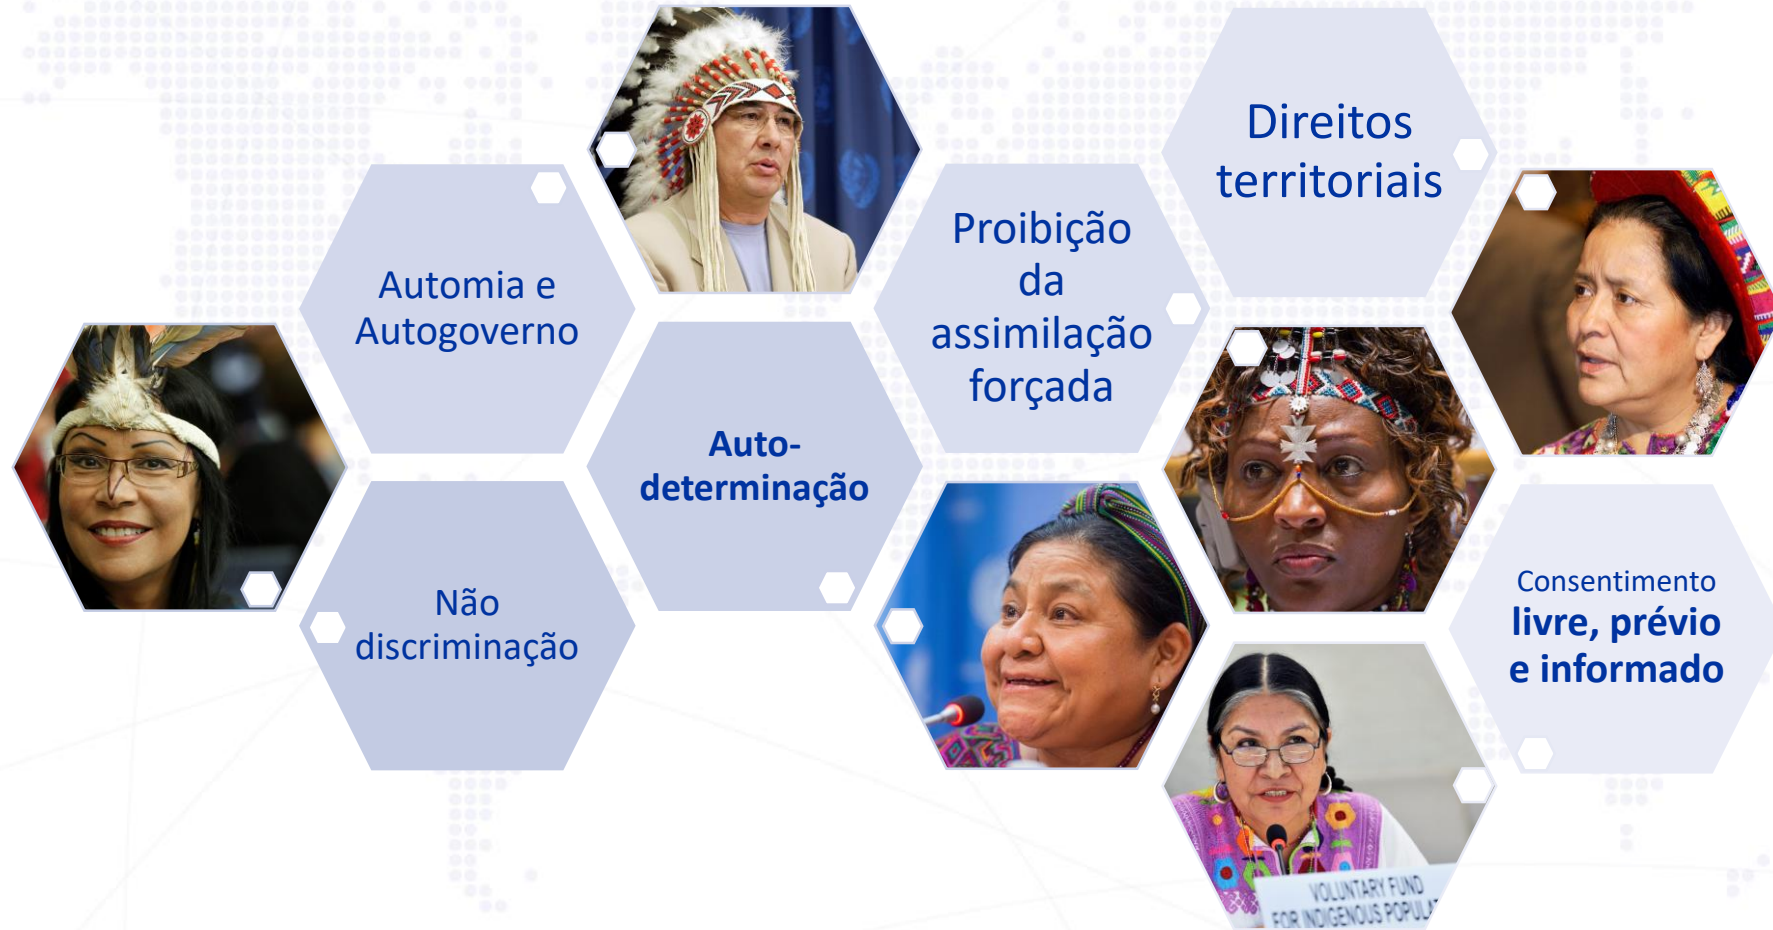 Automia e
Autogoverno
Não
discriminação
Auto-
determinação
Proibição
da
assimilação
forçada
Direitos
territoriais
Consentimento
livre, prévio
e informado
VOLUNTARY FUND
FOR INDIGENOUS